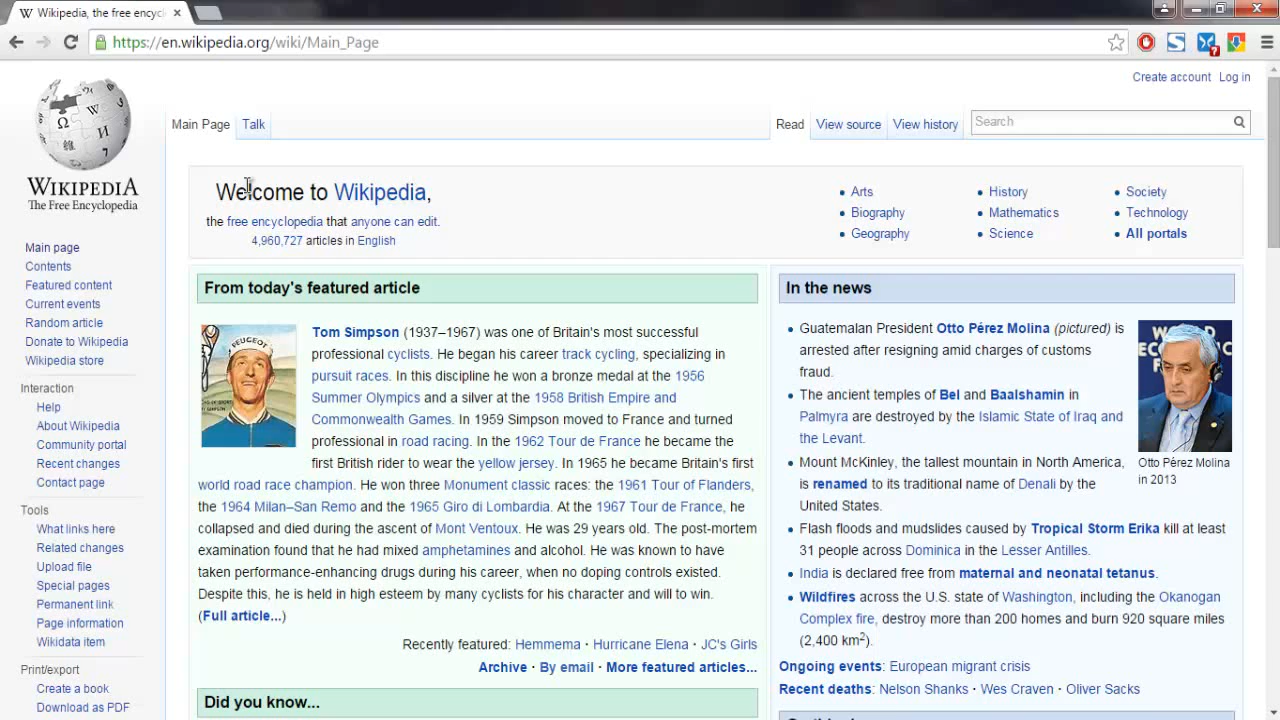 Wikipedia, the free encycl
https://en.wikipedia.org/wiki/Main_Page
Create account Log in
Main Page Talk Read View source View history Search
WIKIPEDIA
The Free Encyclopedia
Main page
Contents
Featured content
Current events
Random article
Donate to Wikipedia
Wikipedia store
Interaction
Help
About Wikipedia
Community portal
Recent changes
Contact page
Tools
What links here
Related changes
Upload file
Special pages
Permanent link
Page information
Wikidata item
Print/export
Create a book
Download as PDF
Welcome to Wikipedia,
the free encyclopedia that anyone can edit.
4,960,727 articles in English
Arts
Biography
Geography
History
Mathematics
Science
Society
Technology
All portals
From today's featured article
PEUGEOT
Tom Simpson (1937–1967) was one of Britain's most successful
professional cyclists. He began his career track cycling, specializing in
pursuit races. In this discipline he won a bronze medal at the 1956
Summer Olympics and a silver at the 1958 British Empire and
Commonwealth Games. In 1959 Simpson moved to France and turned
professional in road racing. In the 1962 Tour de France he became the
first British rider to wear the yellow jersey. In 1965 he became Britain's first
world road race champion. He won three Monument classic races: the 1961 Tour of Flanders,
the 1964 Milan–San Remo and the 1965 Giro di Lombardia. At the 1967 Tour de France, he
collapsed and died during the ascent of Mont Ventoux. He was 29 years old. The post-mortem
examination found that he had mixed amphetamines and alcohol. He was known to have
taken performance-enhancing drugs during his career, when no doping controls existed.
Despite this, he is held in high esteem by many cyclists for his character and will to win.
(Full article...)
Recently featured: Hemmema · Hurricane Elena · JC's Girls
Archive · By email · More featured articles...
Did you know...
In the news
Guatemalan President Otto Pérez Molina (pictured) is
arrested after resigning amid charges of customs
fraud.
The ancient temples of Bel and Baalshamin in
Palmyra are destroyed by the Islamic State of Iraq and
the Levant.
Mount McKinley, the tallest mountain in North America,
is renamed to its traditional name of Denali by the
United States.
Flash floods and mudslides caused by Tropical Storm Erika kill at least
31 people across Dominica in the Lesser Antilles.
India is declared free from maternal and neonatal tetanus.
Wildfires across the U.S. state of Washington, including the Okanogan
Complex fire, destroy more than 200 homes and burn 920 square miles
(2,400 km²).
Ongoing events: European migrant crisis
Recent deaths: Nelson Shanks · Wes Craven · Oliver Sacks
Otto Pérez Molina
in 2013